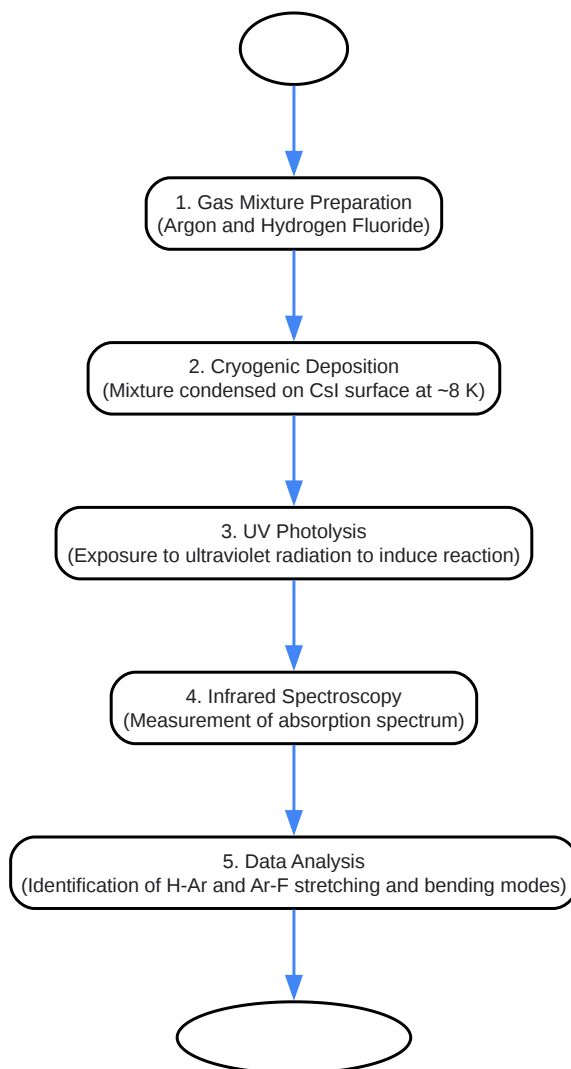 1. Gas Mixture Preparation
(Argon and Hydrogen Fluoride)
2. Cryogenic Deposition
(Mixture condensed on CsI surface at ~8 K)
3. UV Photolysis
(Exposure to ultraviolet radiation to induce reaction)
4. Infrared Spectroscopy
(Measurement of absorption spectrum)
5. Data Analysis
(Identification of H-Ar and Ar-F stretching and bending modes)